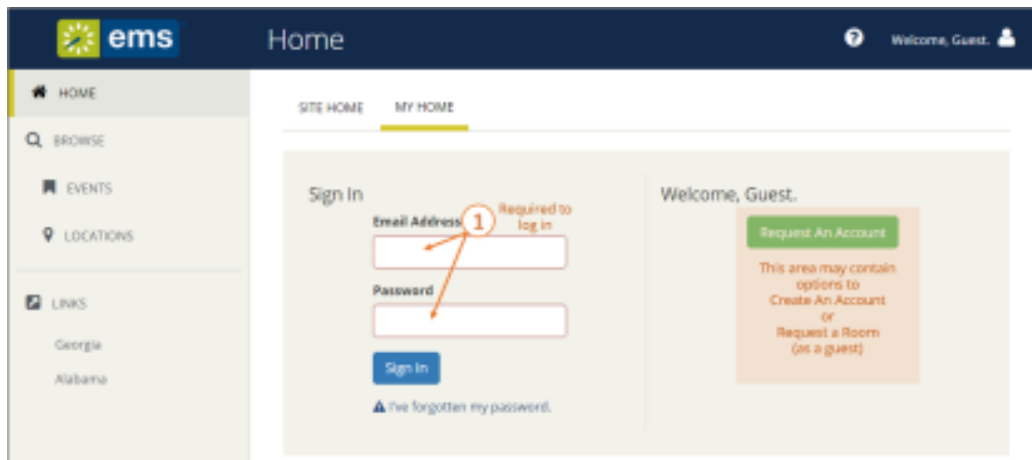 ems
Home
Welcome, Guest.
HOME
BROWSE
EVENTS
LOCATIONS
LINKS
Georgia
Alabama
SITE HOME MY HOME
Sign In
Email Address
1
Required to
log in
Password
Sign In
I've forgotten my password.
Welcome, Guest.
Request An Account
This area may contain
options to
Create An Account
or
Request a Room
(as a guest)